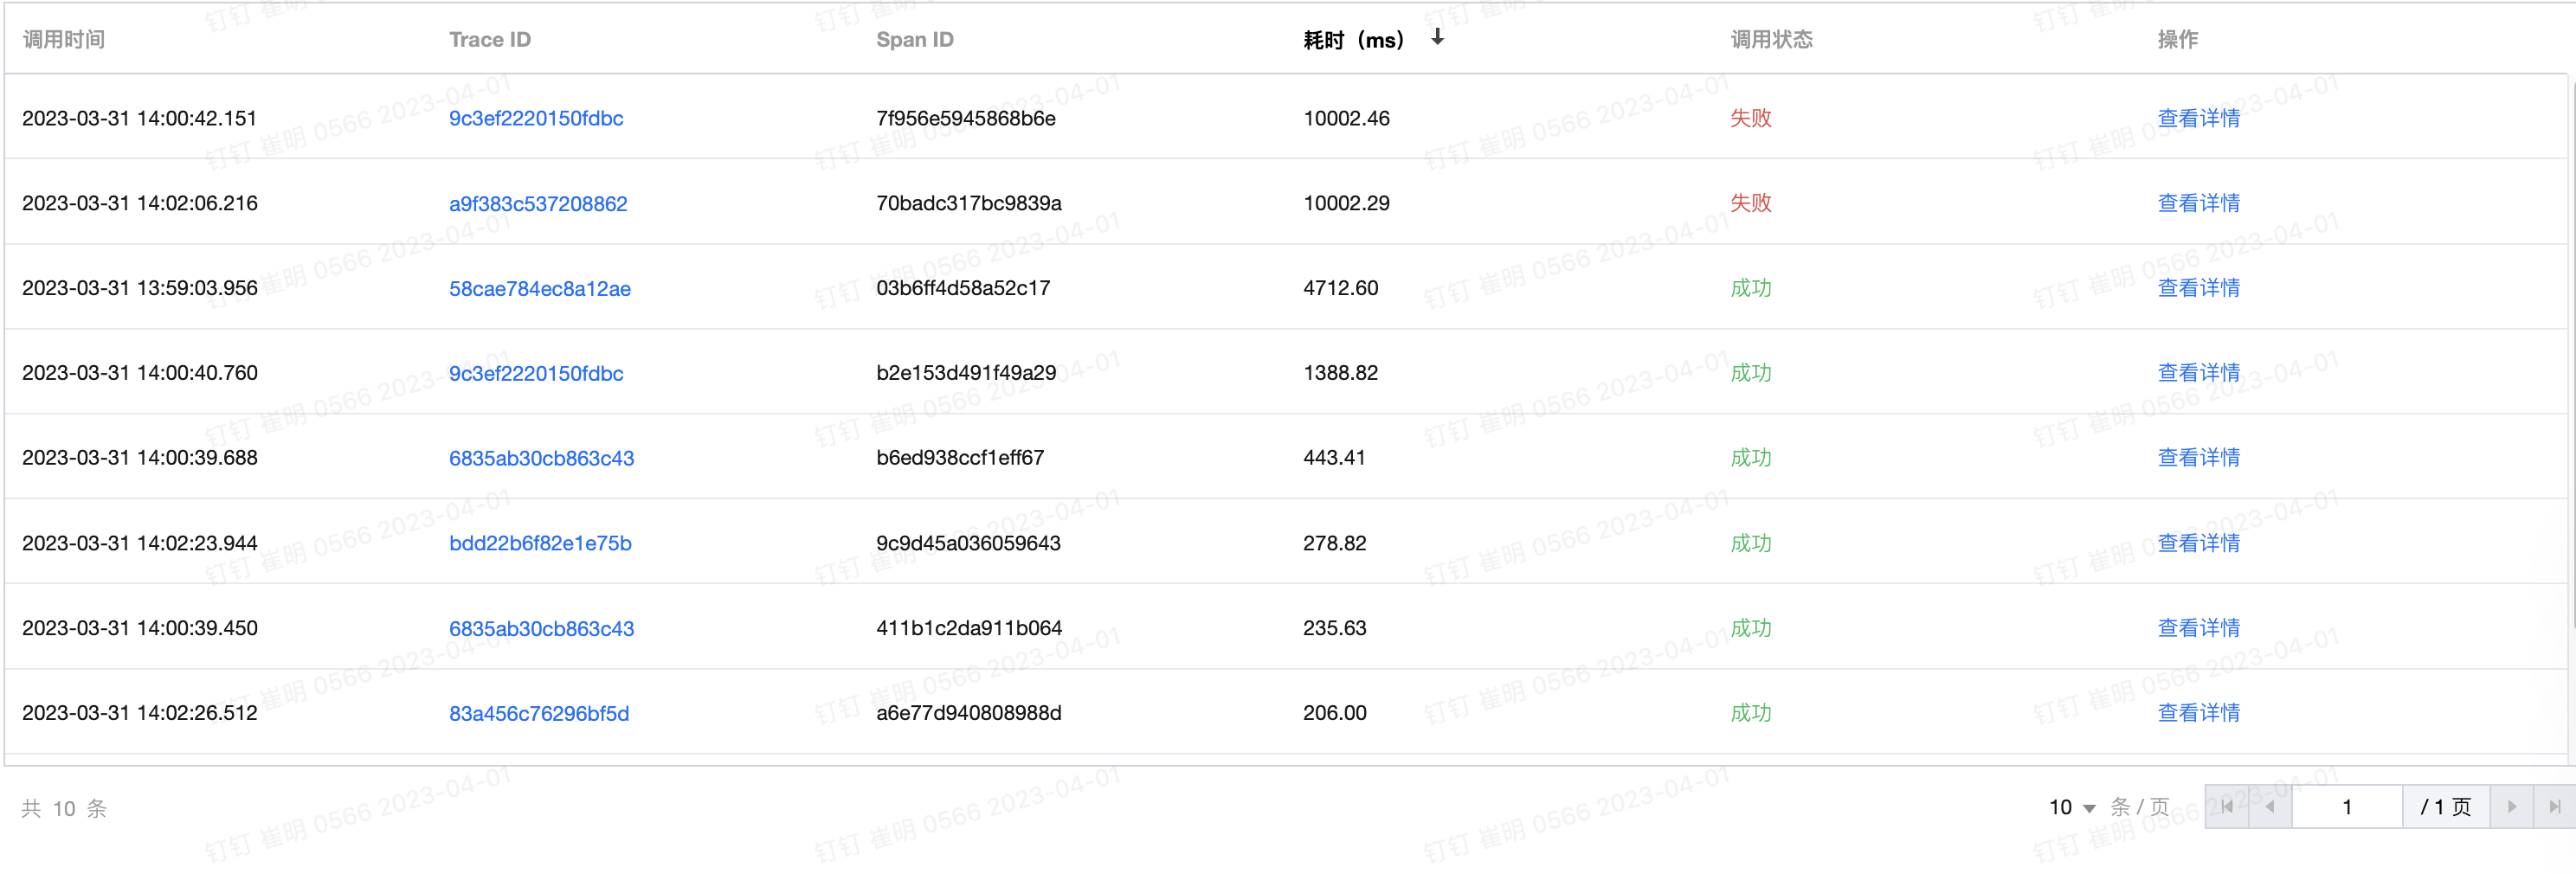 调用时间 Trace ID Span ID 耗时（ms） 调用状态 操作
2023-03-31 14:00:42.151 9c3ef2220150fdbc 7f956e5945868b6e 10002.46 失败 查看详情
2023-03-31 14:02:06.216 a9f383c537208862 70badc317bc9839a 10002.29 失败 查看详情
2023-03-31 13:59:03.956 58cae784ec8a12ae 03b6ff4d58a52c17 4712.60 成功 查看详情
2023-03-31 14:00:40.760 9c3ef2220150fdbc b2e153d491f49a29 1388.82 成功 查看详情
2023-03-31 14:00:39.688 6835ab30cb863c43 b6ed938ccf1eff67 443.41 成功 查看详情
2023-03-31 14:02:23.944 bdd22b6f82e1e75b 9c9d45a036059643 278.82 成功 查看详情
2023-03-31 14:00:39.450 6835ab30cb863c43 411b1c2da911b064 235.63 成功 查看详情
2023-03-31 14:02:26.512 83a456c76296bf5d a6e77d940808988d 206.00 成功 查看详情
共 10 条 10 条 / 页 1 / 1 页
钉钉 崔明 0566 2023-04-01